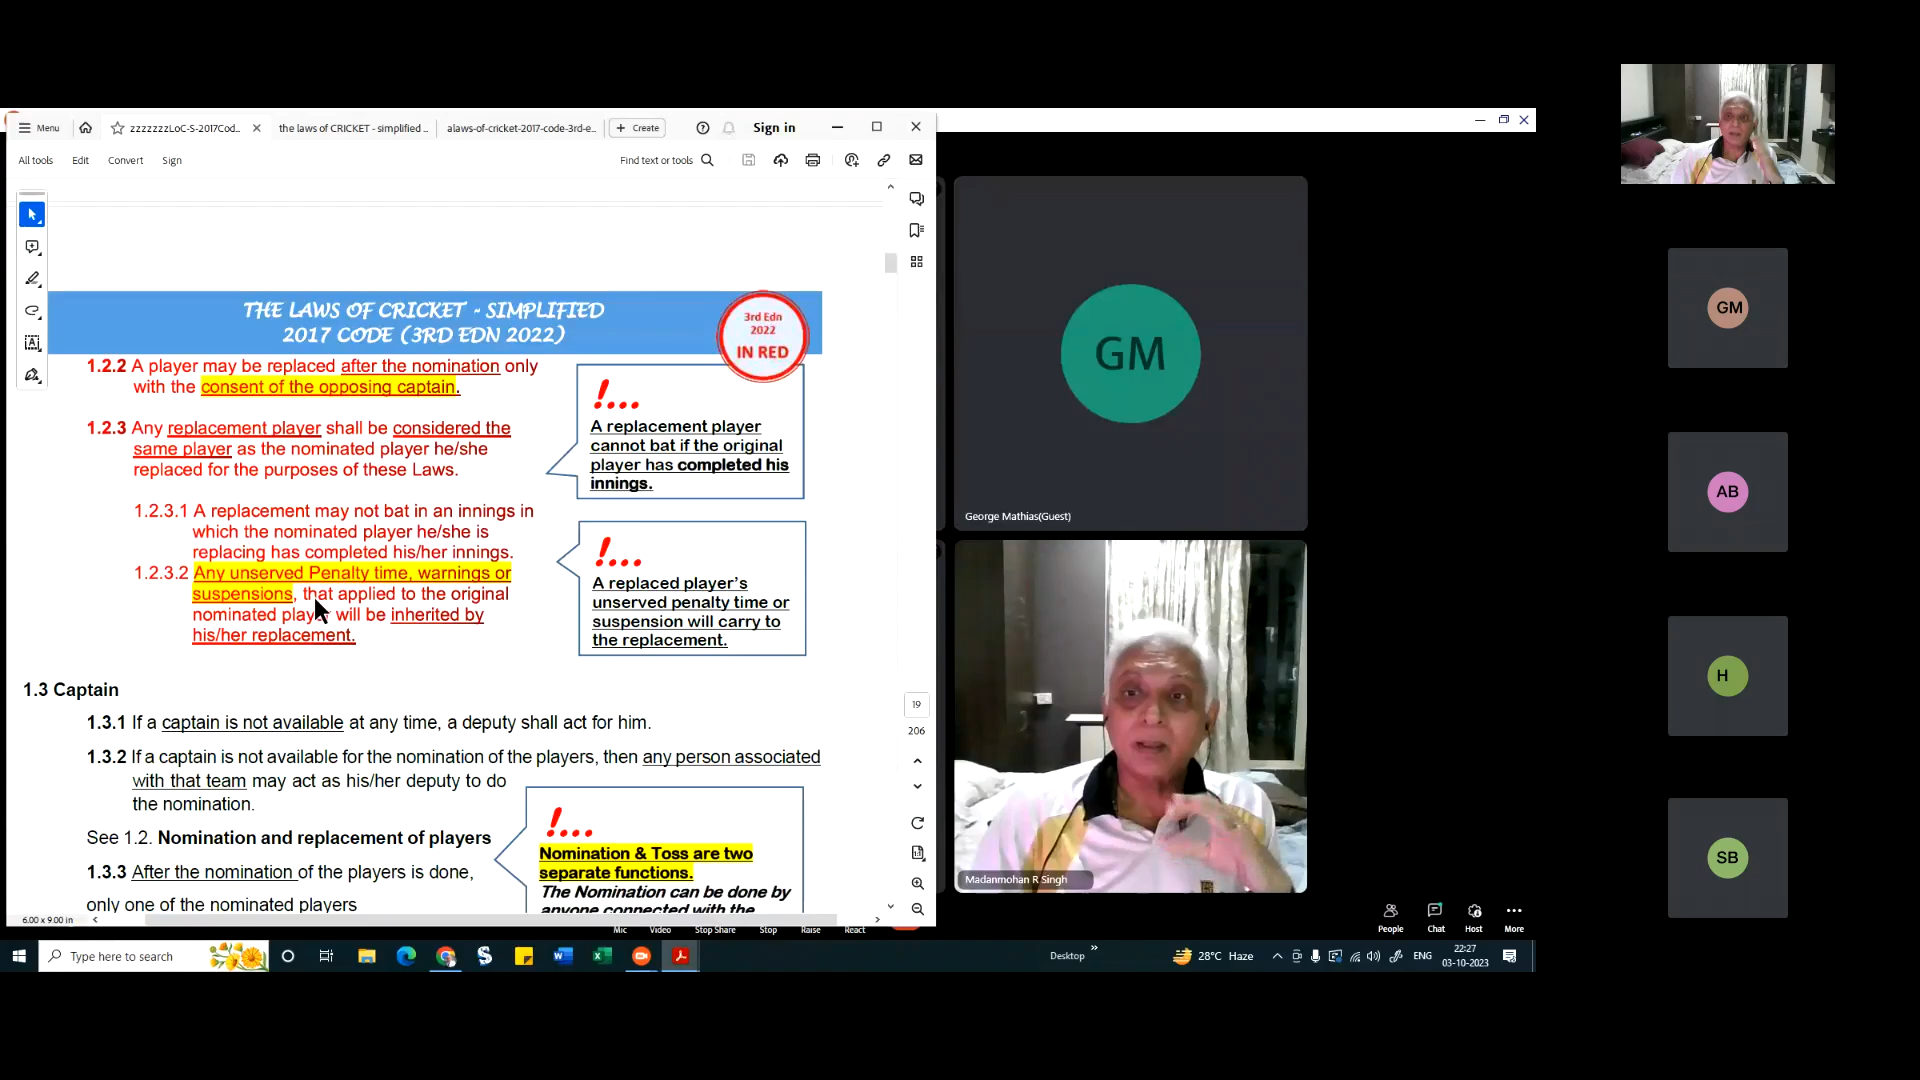 Menu
zzzzzzzLoC-S-2017Cod...
the laws of CRICKET - simplified ...
alaws-of-cricket-2017-code-3rd-e...
Create
Sign in
All tools
Edit
Convert
Sign
Find text or tools
THE LAWS OF CRICKET - SIMPLIFIED
2017 CODE (3RD EDN 2022)
3rd Edn
2022
IN RED
1.2.2 A player may be replaced after the nomination only
with the consent of the opposing captain.
1.2.3 Any replacement player shall be considered the
same player as the nominated player he/she
replaced for the purposes of these Laws.
1.2.3.1 A replacement may not bat in an innings in
which the nominated player he/she is
replacing has completed his/her innings.
1.2.3.2 Any unserved Penalty time, warnings or
suspensions, that applied to the original
nominated player will be inherited by
his/her replacement.
!...
A replacement player
cannot bat if the original
player has completed his
innings.
!...
A replaced player's
unserved penalty time or
suspension will carry to
the replacement.
1.3 Captain
1.3.1 If a captain is not available at any time, a deputy shall act for him.
1.3.2 If a captain is not available for the nomination of the players, then any person associated
with that team may act as his/her deputy to do
the nomination.
See 1.2. Nomination and replacement of players
1.3.3 After the nomination of the players is done,
only one of the nominated players
!...
Nomination & Toss are two
separate functions.
The Nomination can be done by
anyone connected with the
19
206
6.00 x 9.00 in
GM
George Mathias(Guest)
Madanmohan R Singh
GM
AB
H
SB
Mic
Video
Stop Share
Stop
Raise
React
People
Chat
Host
More
Type here to search
Desktop
28°C Haze
ENG
22:27
03-10-2023